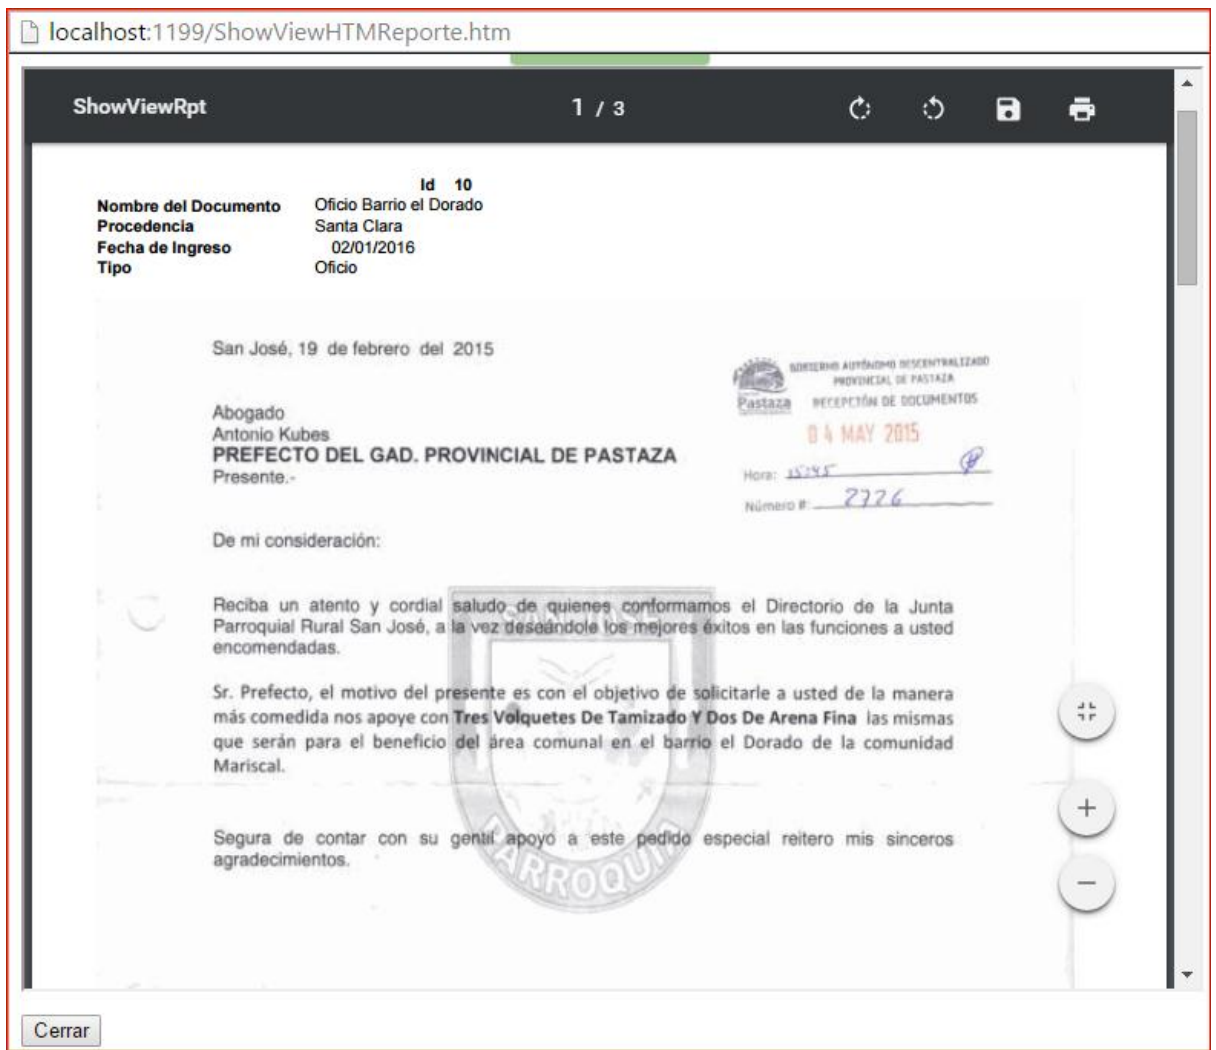 localhost:1199/ShowViewHTMReporte.htm
ShowViewRpt
1 / 3
Id 10
Nombre del Documento Oficio Barrio el Dorado
Procedencia Santa Clara
Fecha de Ingreso 02/01/2016
Tipo Oficio
San José, 19 de febrero del 2015
GOBIERNO AUTÓNOMO DESCENTRALIZADO
PROVINCIAL DE PASTAZA
Pastaza RECEPCIÓN DE DOCUMENTOS
04 MAY 2015
Hora: 15:45
Número #: 2726
Abogado
Antonio Kubes
PREFECTO DEL GAD. PROVINCIAL DE PASTAZA
Presente.-
De mi consideración:
Reciba un atento y cordial saludo de quienes conformamos el Directorio de la Junta
Parroquial Rural San José, a la vez deseándole los mejores éxitos en las funciones a usted
encomendadas.
Sr. Prefecto, el motivo del presente es con el objetivo de solicitarle a usted de la manera
más comedida nos apoye con Tres Volquetes De Tamizado Y Dos De Arena Fina las mismas
que serán para el beneficio del área comunal en el barrio el Dorado de la comunidad
Mariscal.
Segura de contar con su gentil apoyo a este pedido especial reitero mis sinceros
agradecimientos.
PARROQUIA
Cerrar